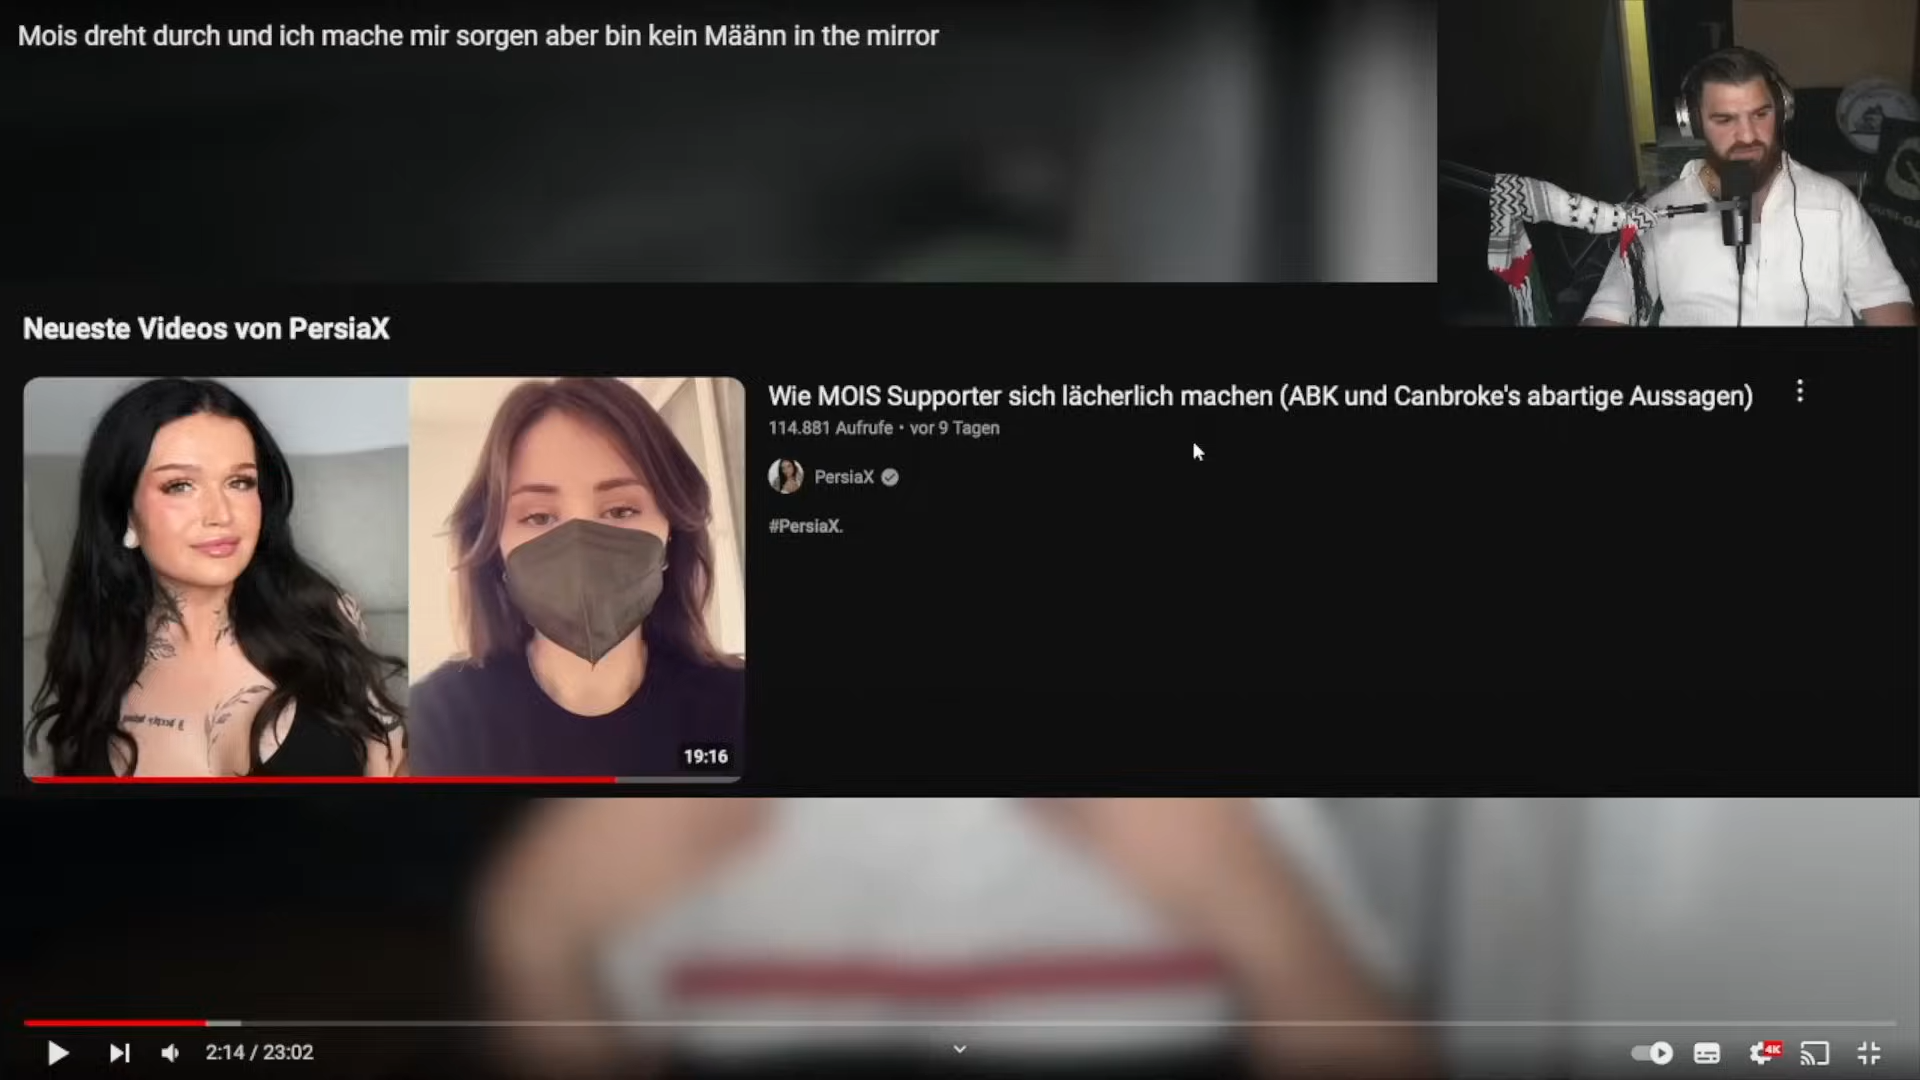 Mois dreht durch und ich mache mir sorgen aber bin kein Määnn in the mirror
Neueste Videos von PersiaX
Wie MOIS Supporter sich lächerlich machen (ABK und Canbroke's abartige Aussagen)
114.881 Aufrufe • vor 9 Tagen
PersiaX
#PersiaX.
19:16
2:14 / 23:02
4K